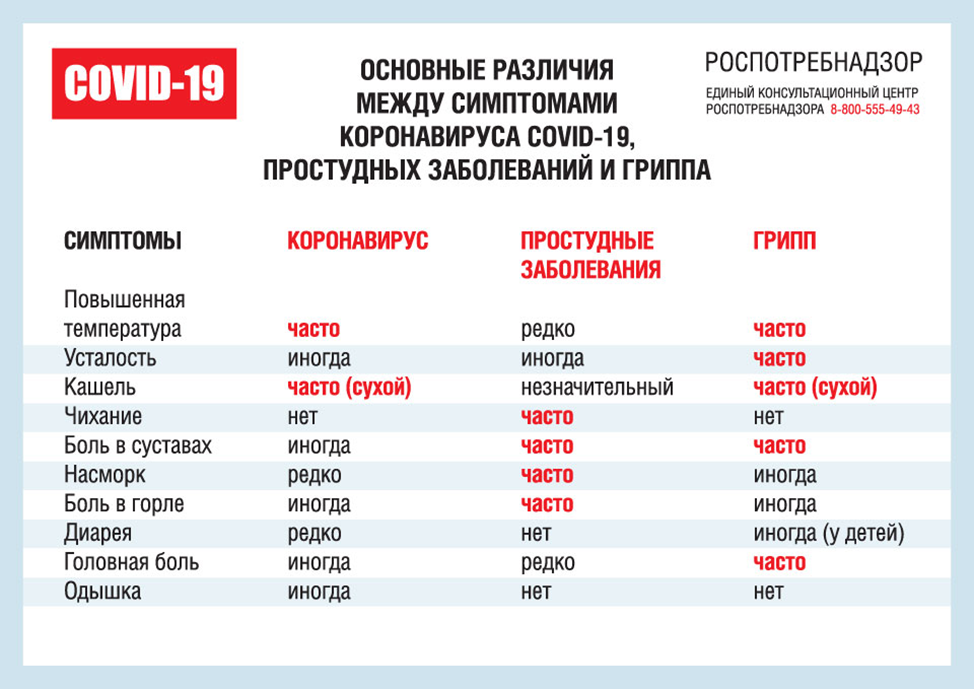 COVID-19
ОСНОВНЫЕ РАЗЛИЧИЯ
МЕЖДУ СИМПТОМАМИ
КОРОНАВИРУСА COVID-19,
ПРОСТУДНЫХ ЗАБОЛЕВАНИЙ И ГРИППА
РОСПОТРЕБНАДЗОР
ЕДИНЫЙ КОНСУЛЬТАЦИОННЫЙ ЦЕНТР
РОСПОТРЕБНАДЗОРА 8-800-555-49-43
СИМПТОМЫ КОРОНАВИРУС ПРОСТУДНЫЕ ГРИПП
ЗАБОЛЕВАНИЯ
Повышенная
температура часто редко часто
Усталость иногда иногда часто
Кашель часто (сухой) незначительный часто (сухой)
Чихание нет часто нет
Боль в суставах иногда часто часто
Насморк редко часто иногда
Боль в горле иногда часто иногда
Диарея редко нет иногда (у детей)
Головная боль иногда редко часто
Одышка иногда нет нет